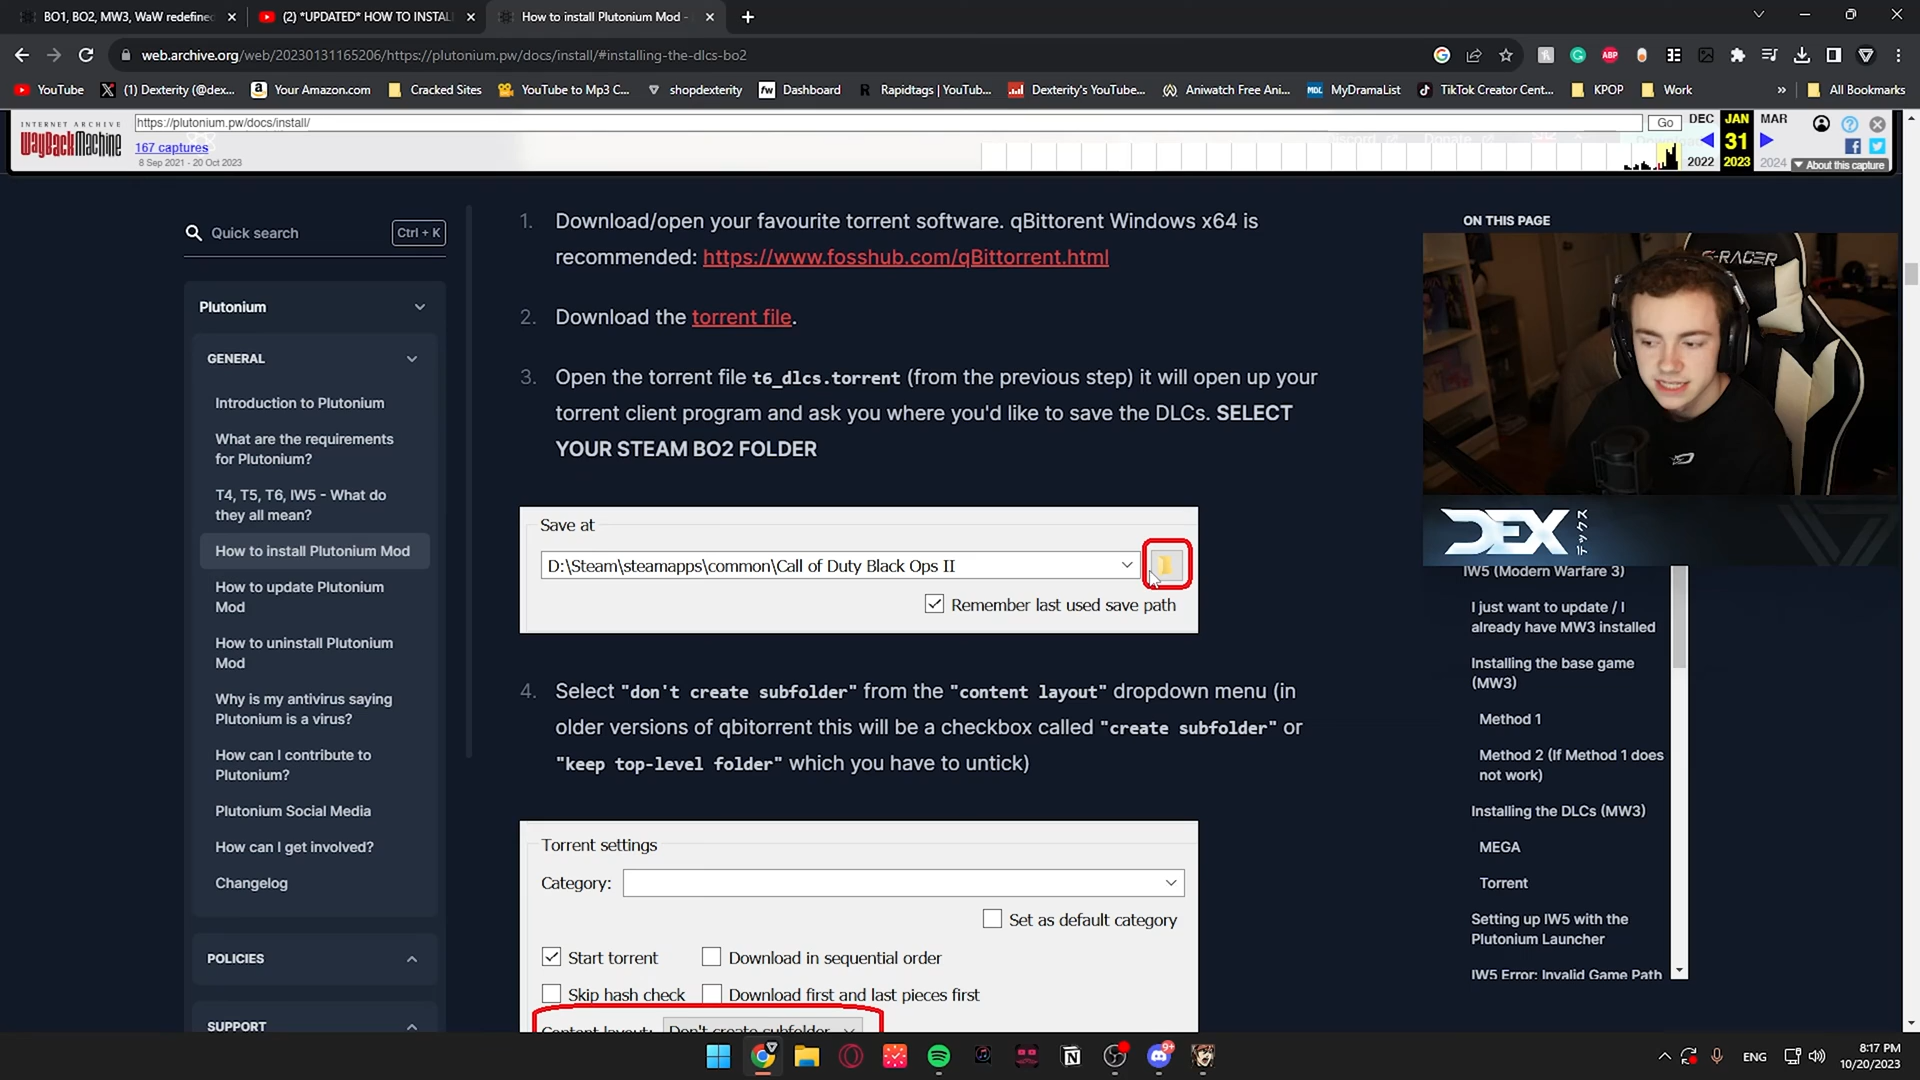 BO1, BO2, MW3, WaW redefine
(2) *UPDATED* HOW TO INSTAL
How to install Plutonium Mod -
web.archive.org/web/20230131165206/https://plutonium.pw/docs/install/#installing-the-dlcs-bo2
YouTube
(1) Dexterity (@dex...
Your Amazon.com
Cracked Sites
YouTube to Mp3 C...
shopdexterity
Dashboard
Rapidtags | YouTub...
Dexterity's YouTube...
Aniwatch Free Ani...
MyDramaList
TikTok Creator Cent...
KPOP
Work
»
All Bookmarks
INTERNET ARCHIVE
WayBackMachine
https://plutonium.pw/docs/install/
Go
167 captures
8 Sep 2021 - 20 Oct 2023
DEC JAN MAR
31
2022 2023 2024
About this capture
Quick search
Ctrl + K
Plutonium
GENERAL
Introduction to Plutonium
What are the requirements
for Plutonium?
T4, T5, T6, IW5 - What do
they all mean?
How to install Plutonium Mod
How to update Plutonium
Mod
How to uninstall Plutonium
Mod
Why is my antivirus saying
Plutonium is a virus?
How can I contribute to
Plutonium?
Plutonium Social Media
How can I get involved?
Changelog
POLICIES
SUPPORT
1. Download/open your favourite torrent software. qBittorent Windows x64 is
recommended: https://www.fosshub.com/qBittorrent.html
2. Download the torrent file.
3. Open the torrent file t6_dlcs.torrent (from the previous step) it will open up your
torrent client program and ask you where you'd like to save the DLCs. SELECT
YOUR STEAM BO2 FOLDER
Save at
D:\Steam\steamapps\common\Call of Duty Black Ops II
Remember last used save path
4. Select "don't create subfolder" from the "content layout" dropdown menu (in
older versions of qbitorrent this will be a checkbox called "create subfolder" or
"keep top-level folder" which you have to untick)
Torrent settings
Category:
Set as default category
Start torrent
Download in sequential order
Skip hash check
Download first and last pieces first
Content layout: Don't create subfolder
ON THIS PAGE
DEX
デックス
IW5 (Modern Warfare 3)
I just want to update / I
already have MW3 installed
Installing the base game
(MW3)
Method 1
Method 2 (If Method 1 does
not work)
Installing the DLCs (MW3)
MEGA
Torrent
Setting up IW5 with the
Plutonium Launcher
IW5 Error: Invalid Game Path
ENG
8:17 PM
10/20/2023